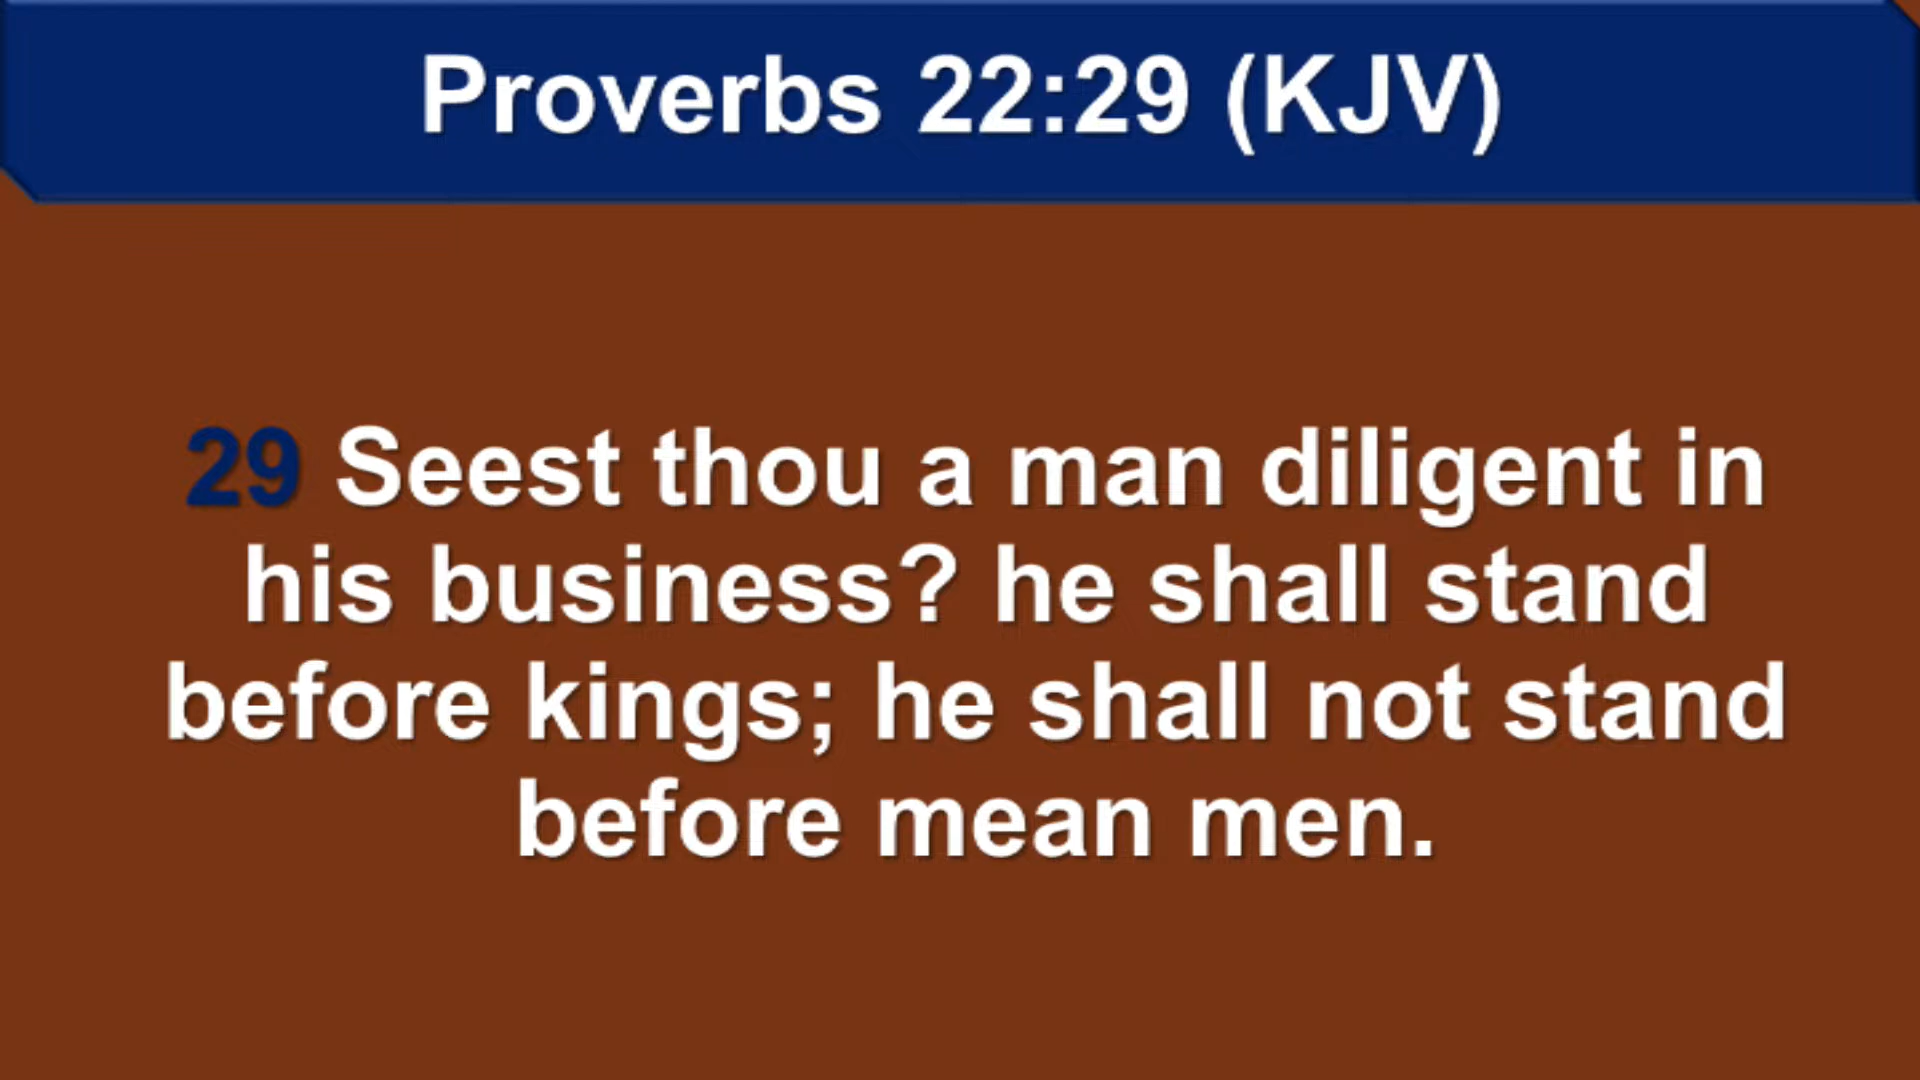 Proverbs 22:29 (KJV)
29 Seest thou a man diligent in
his business? he shall stand
before kings; he shall not stand
before mean men.